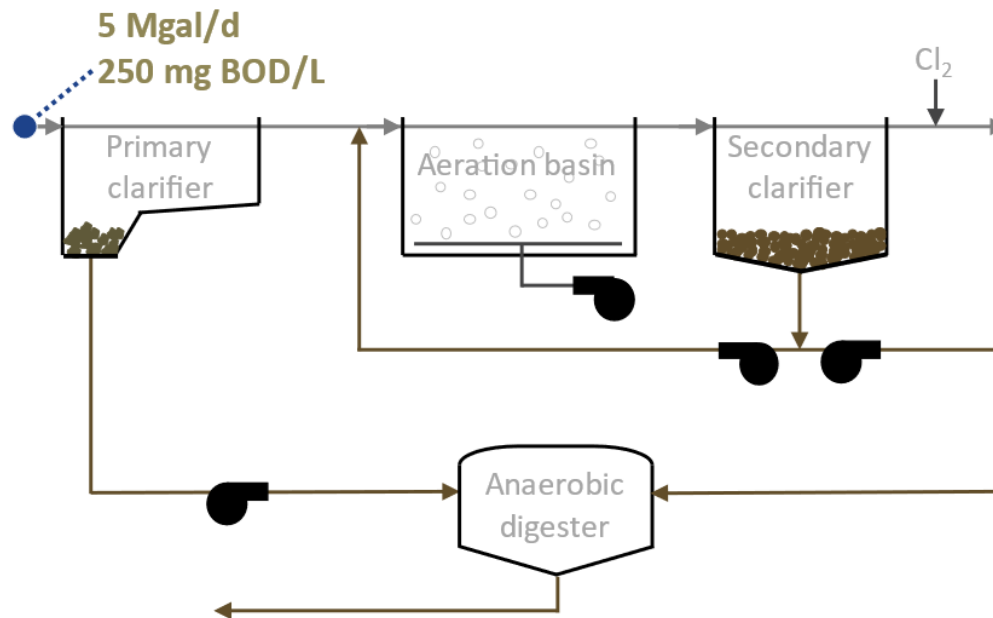 5 Mgal/d
250 mg BOD/L
Cl₂
Primary
clarifier
Aeration basin
Secondary
clarifier
Anaerobic
digester